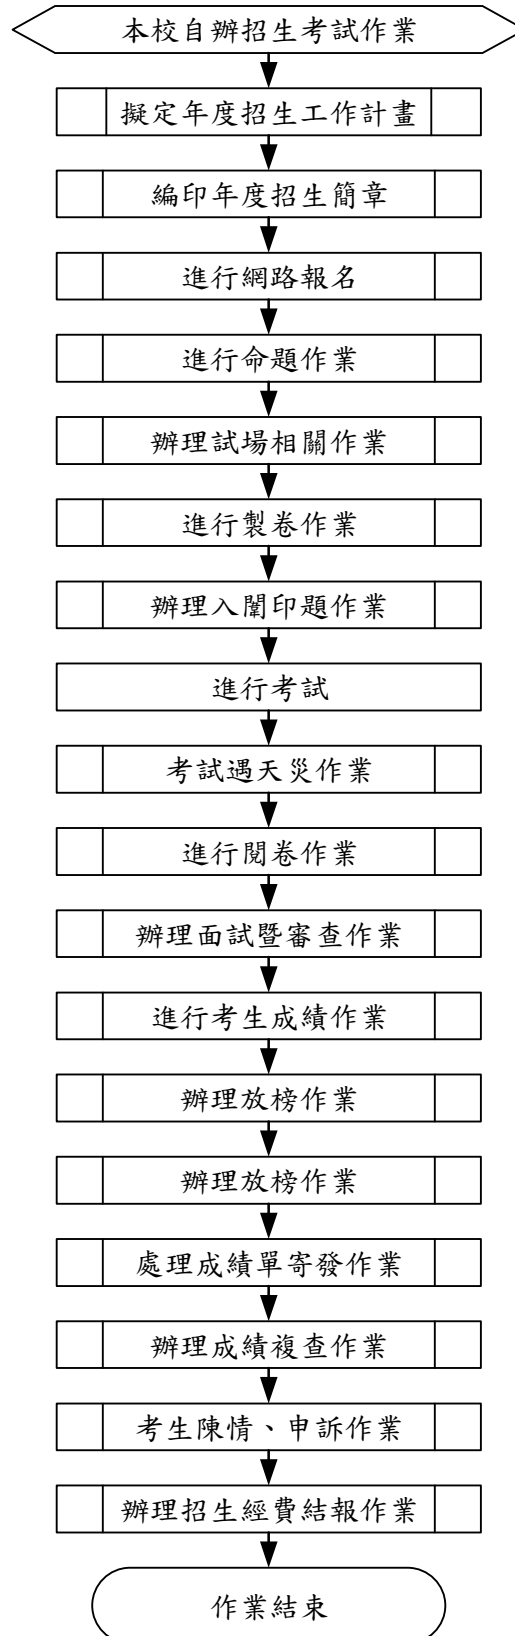 本校自辦招生考試作業
擬定年度招生工作計畫
編印年度招生簡章
進行網路報名
進行命題作業
辦理試場相關作業
進行製卷作業
辦理入闈印題作業
進行考試
考試遇天災作業
進行閱卷作業
辦理面試暨審查作業
進行考生成績作業
辦理放榜作業
辦理放榜作業
處理成績單寄發作業
辦理成績複查作業
考生陳情、申訴作業
辦理招生經費結報作業
作業結束